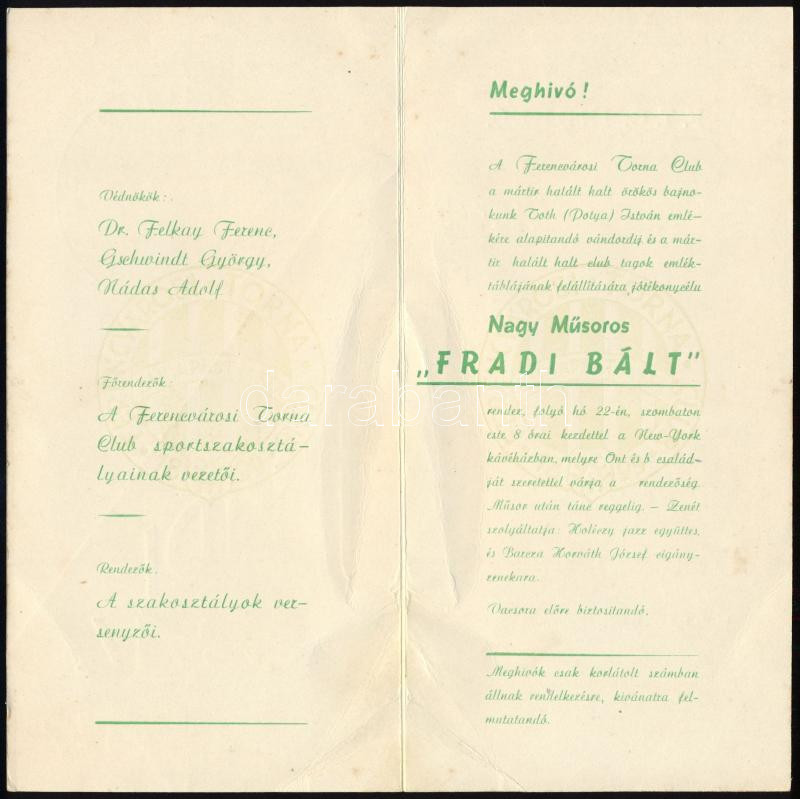 Védnökök:
Dr. Felkay Ferenc,
Gschwindt György,
Nádas Adolf
Főrendezők:
A Ferencvárosi Torna
Club sportszakosztá-
lyainak vezetői.
Rendezők:
A szakosztályok ver-
senyzői.
Meghivó!
A Ferencvárosi Torna Club
a mártir halált halt örökös bajno-
kunk Toth (Potya) István emlé-
kére alapitandó vándordij és a már-
tir halált halt club tagok emlék-
táblájának felállítására jótékonycélu
Nagy Műsoros
„FRADI BÁLT"
rendez, folyó hó 22-én, szombaton
este 8 órai kezdettel a New-York
kávéházban, melyre Önt és b. család-
ját szeretettel várja a rendezőség.
Műsor után tánc reggelig. – Zenét
szolgáltatja: Holéczy jazz együttes,
és Barcza Horváth József cigány-
zenekara.
Vacsora előre biztositandó.
Meghivók csak korlátolt számban
állnak rendelkezésre, kivánatra fel-
mutatandó.
darabanth